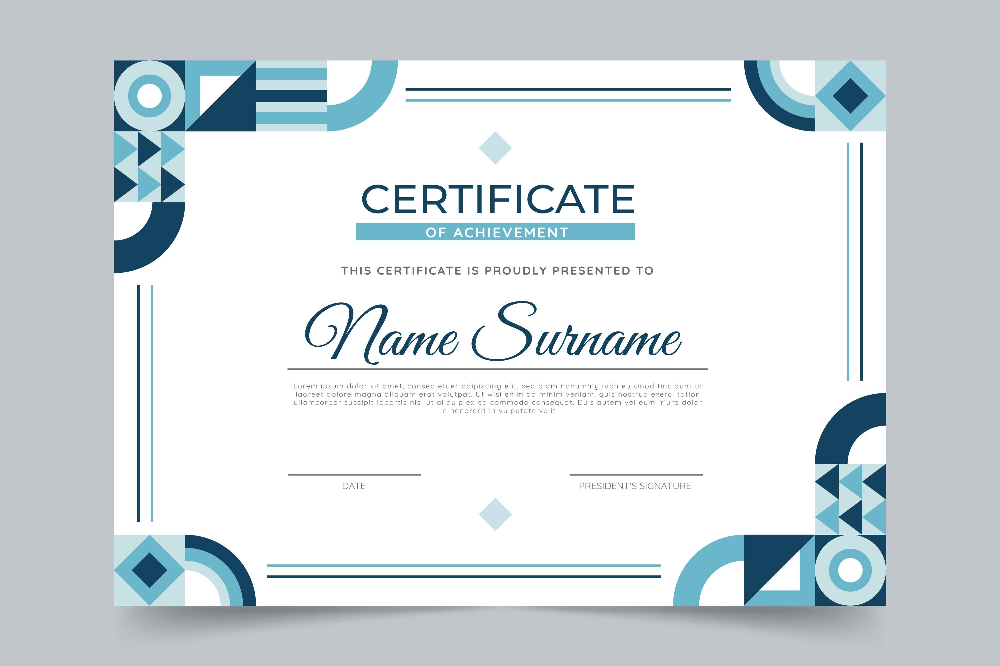 CERTIFICATE
OF ACHIEVEMENT
THIS CERTIFICATE IS PROUDLY PRESENTED TO
Name Surname
Lorem ipsum dolor sit amet, consectetuer adipiscing elit, sed diam nonummy nibh euismod tincidunt ut
laoreet dolore magna aliquam erat volutpat. Ut wisi enim ad minim veniam, quis nostrud exerci tation
ullamcorper suscipit lobortis nisl ut aliquip ex ea commodo consequat. Duis autem vel eum iriure dolor
in hendrerit in vulputate velit
DATE
PRESIDENT'S SIGNATURE